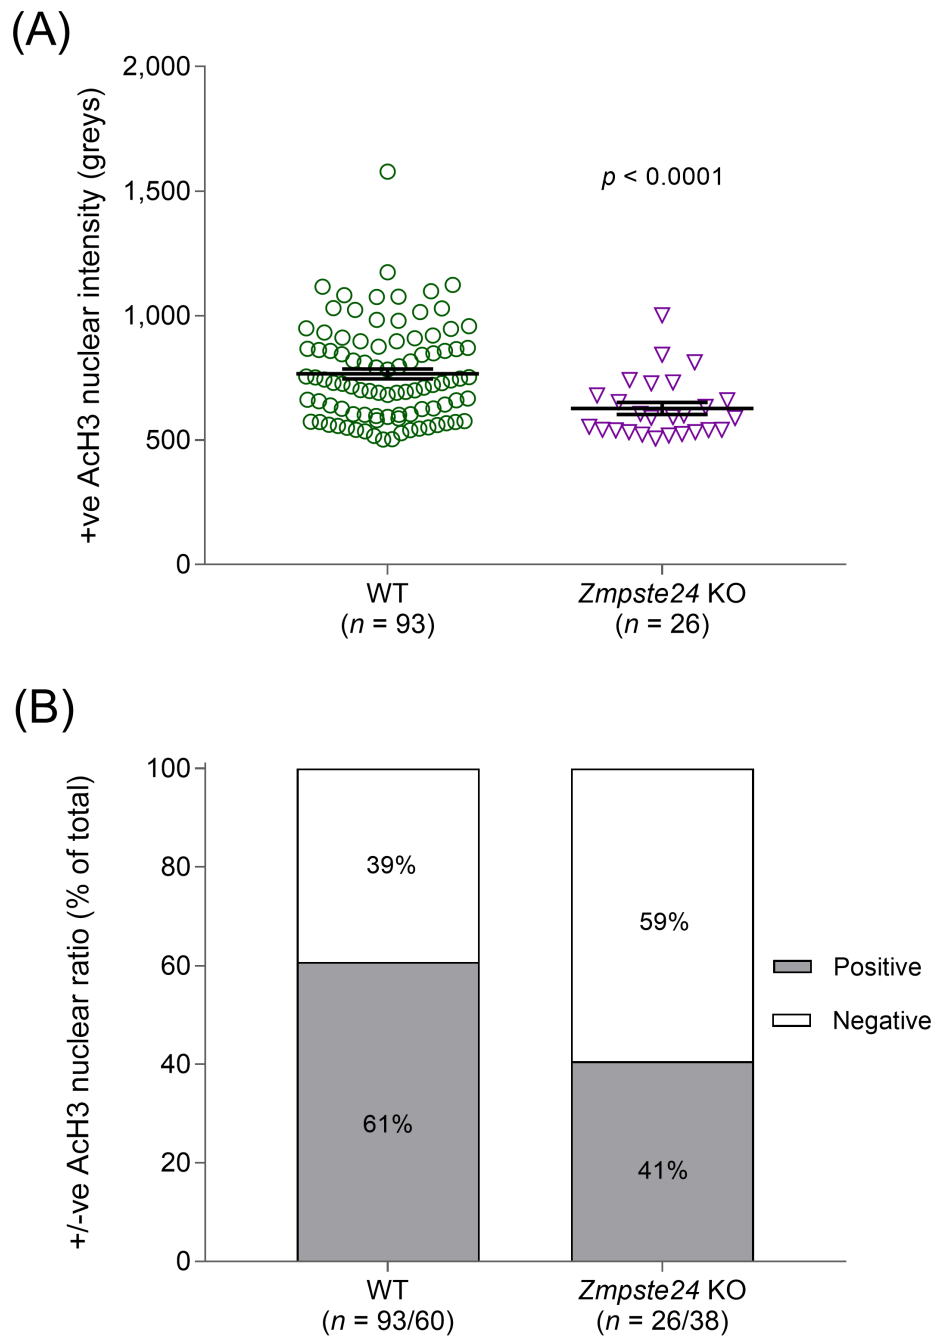 (A)
+ve AcH3 nuclear intensity (greys)
2,000
1,500
1,000
500
0
p < 0.0001
WT
(n = 93)
Zmpste24 KO
(n = 26)
(B)
+/-ve AcH3 nuclear ratio (% of total)
100
80
60
40
20
0
39%
61%
59%
41%
Positive
Negative
WT
(n = 93/60)
Zmpste24 KO
(n = 26/38)